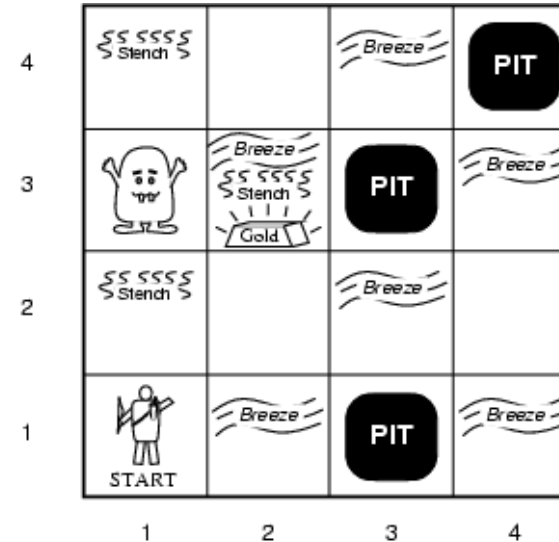 4 Stench Breeze PIT
3 Breeze PIT Breeze
Stench
Gold
2 Stench Breeze
1 Breeze PIT Breeze
START
1 2 3 4